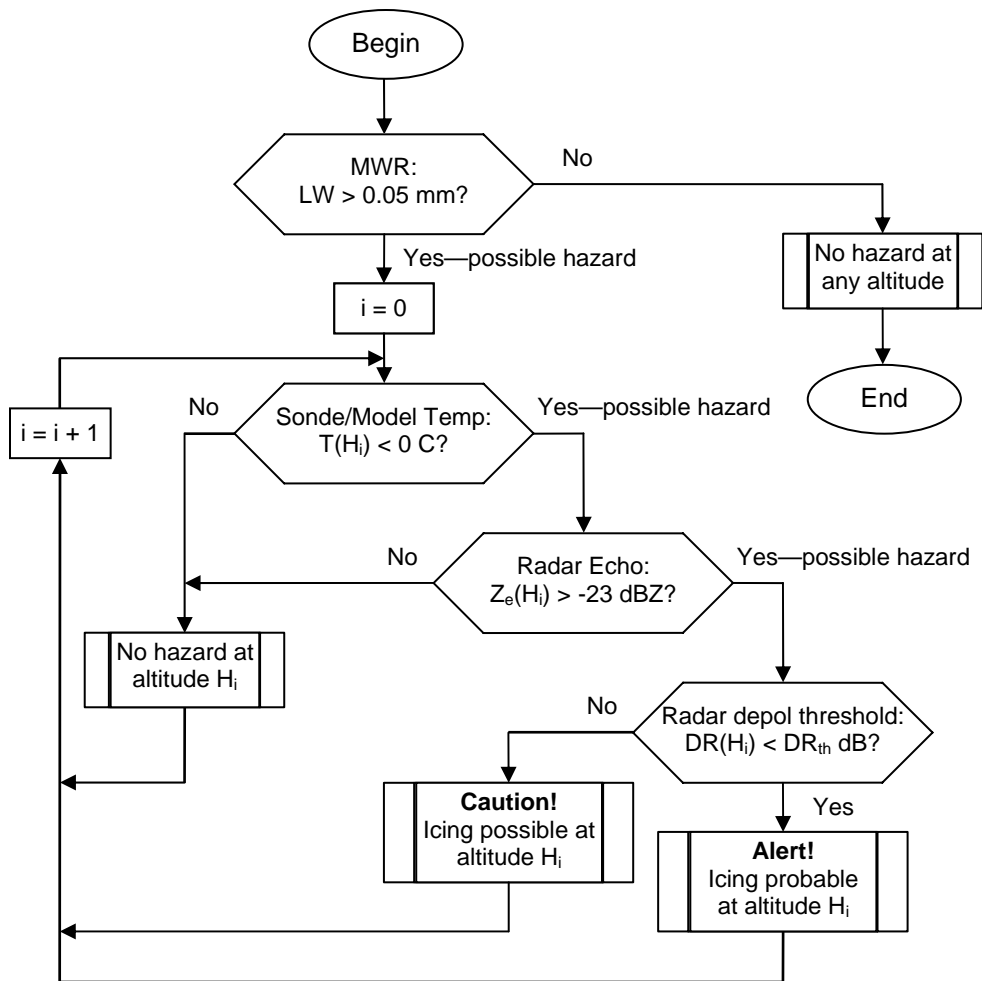 Begin
MWR:
LW > 0.05 mm?
No
Yes—possible hazard
No hazard at
any altitude
i = 0
End
i = i + 1
No
Sonde/Model Temp:
T(Hᵢ) < 0 C?
Yes—possible hazard
No
Radar Echo:
Zₑ(Hᵢ) > -23 dBZ?
Yes—possible hazard
No hazard at
altitude Hᵢ
No
Radar depol threshold:
DR(Hᵢ) < DRₜₕ dB?
Caution!
Icing possible at
altitude Hᵢ
Yes
Alert!
Icing probable
at altitude Hᵢ